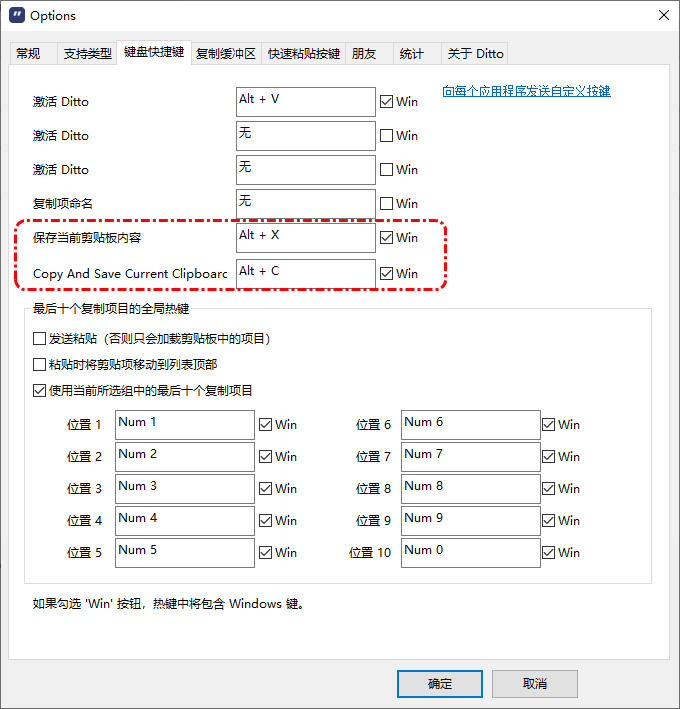 Options
常规 支持类型 键盘快捷键 复制缓冲区 快速粘贴按键 朋友 统计 关于 Ditto
激活 Ditto Alt + V Win 向每个应用程序发送自定义按键
激活 Ditto 无 Win
激活 Ditto 无 Win
复制项命名 无 Win
保存当前剪贴板内容 Alt + X Win
Copy And Save Current Clipboard Alt + C Win
最后十个复制项目的全局热键
发送粘贴（否则只会加载剪贴板中的项目）
粘贴时将剪贴项移动到列表顶部
使用当前所选组中的最后十个复制项目
位置 1 Num 1 Win 位置 6 Num 6 Win
位置 2 Num 2 Win 位置 7 Num 7 Win
位置 3 Num 3 Win 位置 8 Num 8 Win
位置 4 Num 4 Win 位置 9 Num 9 Win
位置 5 Num 5 Win 位置 10 Num 0 Win
如果勾选 'Win' 按钮，热键中将包含 Windows 键。
确定 取消